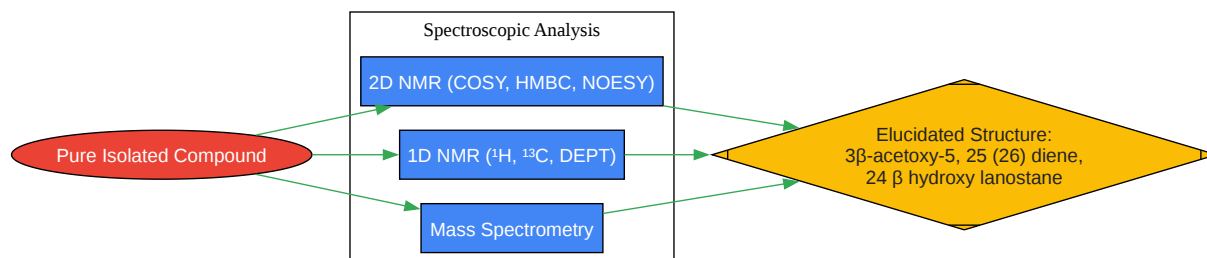 Spectroscopic Analysis
2D NMR (COSY, HMBC, NOESY)
Pure Isolated Compound
1D NMR (¹H, ¹³C, DEPT)
Mass Spectrometry
Elucidated Structure:
3β-acetoxy-5, 25 (26) diene,
24 β hydroxy lanostane